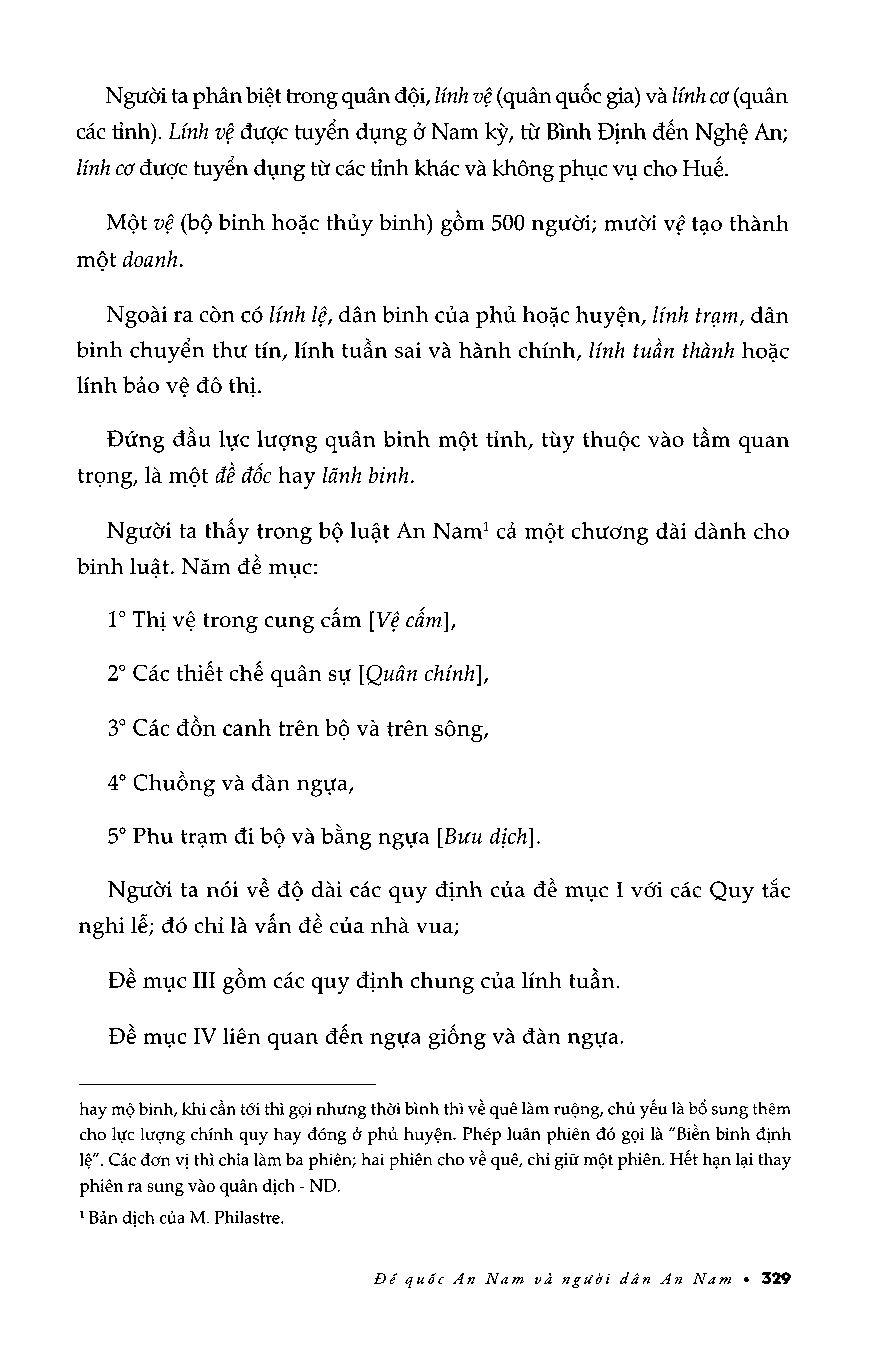 Người ta phân biệt trong quân đội, lính vệ (quân quốc gia) và lính cơ (quân
các tỉnh). Lính vệ được tuyển dụng ở Nam kỳ, từ Bình Định đến Nghệ An;
lính cơ được tuyển dụng từ các tỉnh khác và không phục vụ cho Huế.
Một vệ (bộ binh hoặc thủy binh) gồm 500 người; mười vệ tạo thành
một doanh.
Ngoài ra còn có lính lệ, dân binh của phủ hoặc huyện, lính trạm, dân
binh chuyển thư tín, lính tuần sai và hành chính, lính tuần thành hoặc
lính bảo vệ đô thị.
Đứng đầu lực lượng quân binh một tỉnh, tùy thuộc vào tầm quan
trọng, là một đề đốc hay lãnh binh.
Người ta thấy trong bộ luật An Nam¹ cả một chương dài dành cho
binh luật. Năm đề mục:
1° Thị vệ trong cung cấm [Vệ cấm],
2° Các thiết chế quân sự [Quân chính],
3° Các đồn canh trên bộ và trên sông,
4° Chuồng và đàn ngựa,
5° Phu trạm đi bộ và bằng ngựa [Bưu dịch].
Người ta nói về độ dài các quy định của đề mục I với các Quy tắc
nghi lễ; đó chỉ là vấn đề của nhà vua;
Đề mục III gồm các quy định chung của lính tuần.
Đề mục IV liên quan đến ngựa giống và đàn ngựa.
hay mộ binh, khi cần tới thì gọi nhưng thời bình thì về quê làm ruộng, chủ yếu là bổ sung thêm
cho lực lượng chính quy hay đóng ở phủ huyện. Phép luân phiên đó gọi là "Biền binh định
lệ". Các đơn vị thì chia làm ba phiên; hai phiên cho về quê, chỉ giữ một phiên. Hết hạn lại thay
phiên ra sung vào quân dịch - ND.
¹ Bản dịch của M. Philastre.
Đế quốc An Nam và người dân An Nam • 329